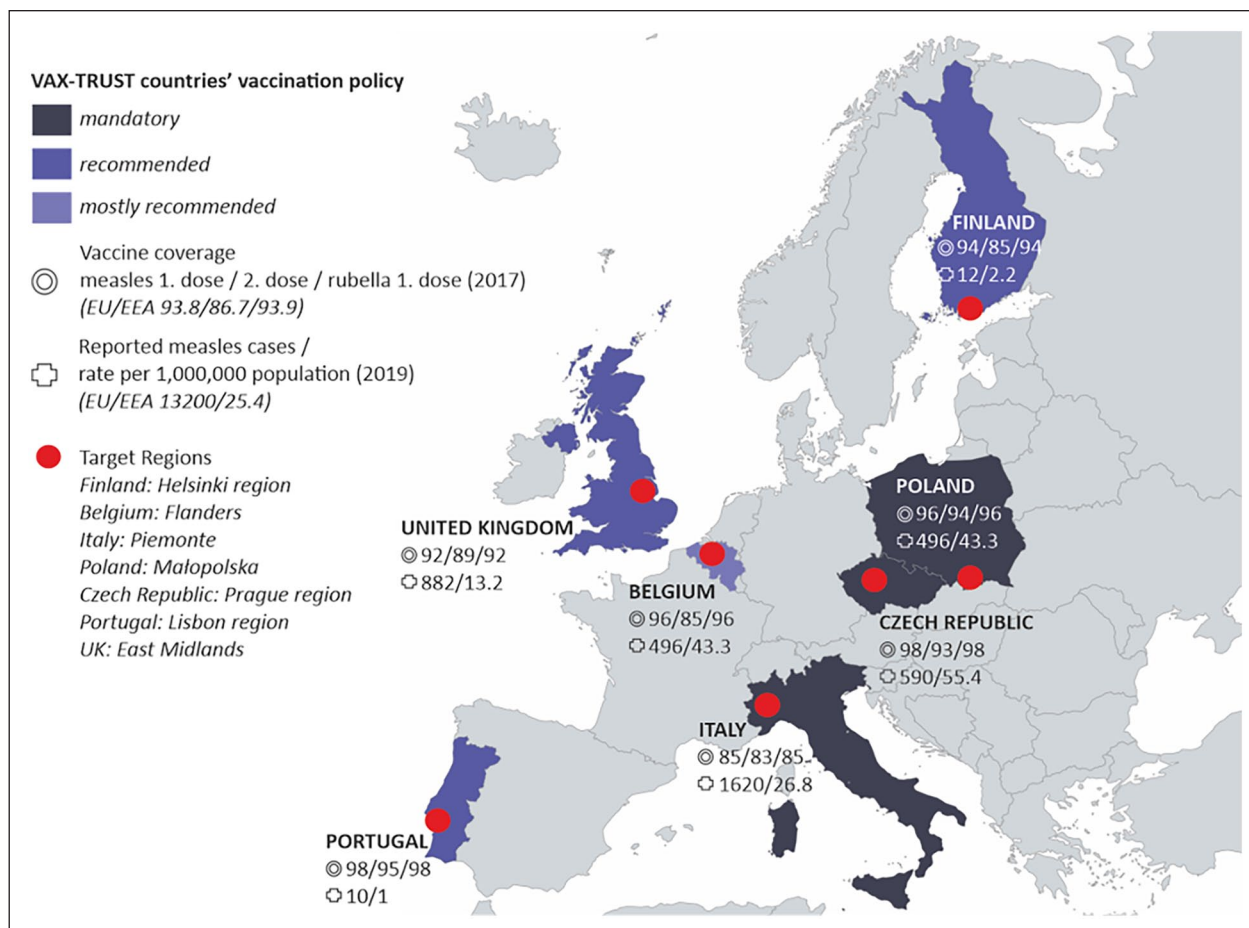 VAX-TRUST countries' vaccination policy
mandatory
recommended
mostly recommended
Vaccine coverage
measles 1. dose / 2. dose / rubella 1. dose (2017)
(EU/EEA 93.8/86.7/93.9)
Reported measles cases /
rate per 1,000,000 population (2019)
(EU/EEA 13200/25.4)
Target Regions
Finland: Helsinki region
Belgium: Flanders
Italy: Piemonte
Poland: Małopolska
Czech Republic: Prague region
Portugal: Lisbon region
UK: East Midlands
FINLAND
94/85/94
12/2.2
UNITED KINGDOM
92/89/92
882/13.2
BELGIUM
96/85/96
496/43.3
POLAND
96/94/96
496/43.3
CZECH REPUBLIC
98/93/98
590/55.4
ITALY
85/83/85
1620/26.8
PORTUGAL
98/95/98
10/1